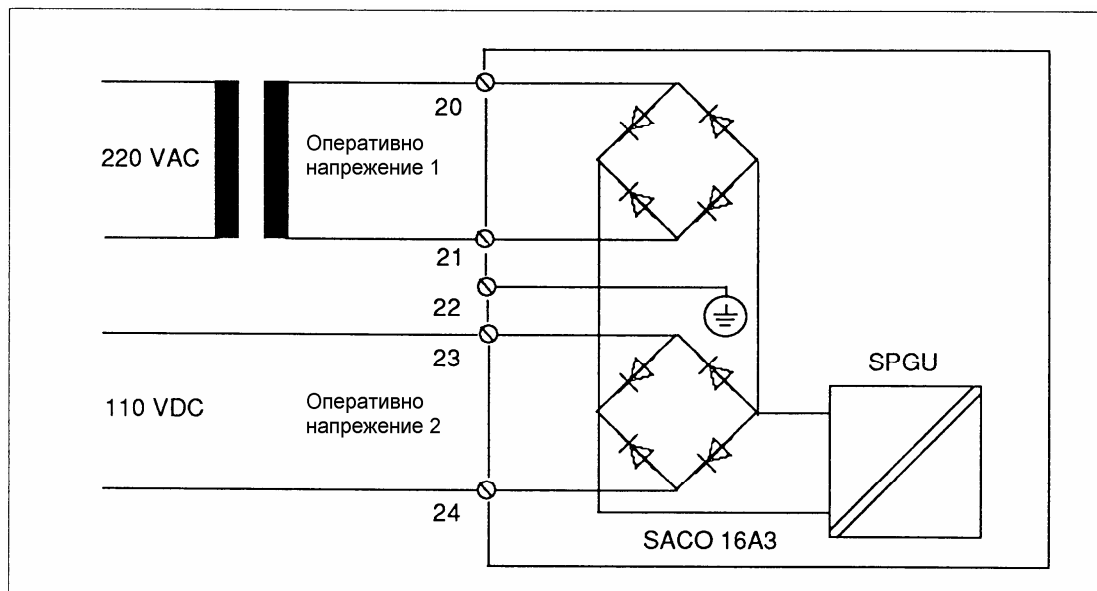 20
220 VAC
Оперативно
напрежение 1
21
22
23
SPGU
110 VDC
Оперативно
напрежение 2
24
SACO 16A3